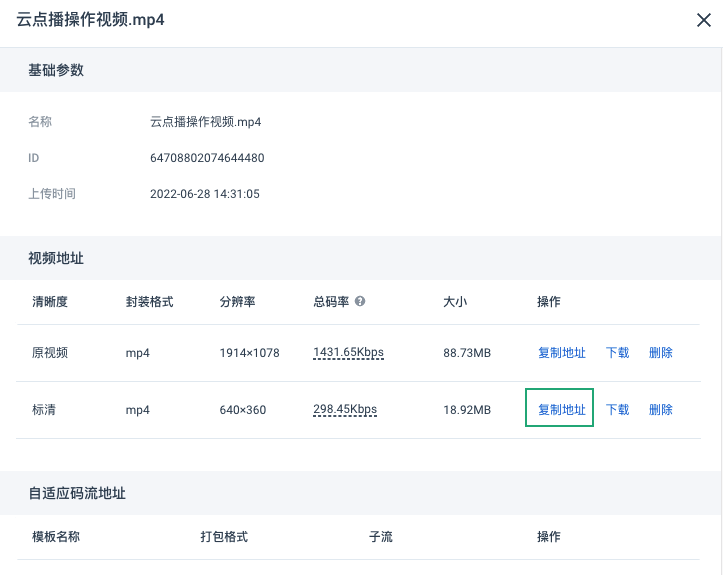 云点播操作视频.mp4
基础参数
名称 云点播操作视频.mp4
ID 64708802074644480
上传时间 2022-06-28 14:31:05
视频地址
清晰度 封装格式 分辨率 总码率 ? 大小 操作
原视频 mp4 1914×1078 1431.65Kbps 88.73MB 复制地址 下载 删除
标清 mp4 640×360 298.45Kbps 18.92MB 复制地址 下载 删除
自适应码流地址
模板名称 打包格式 子流 操作